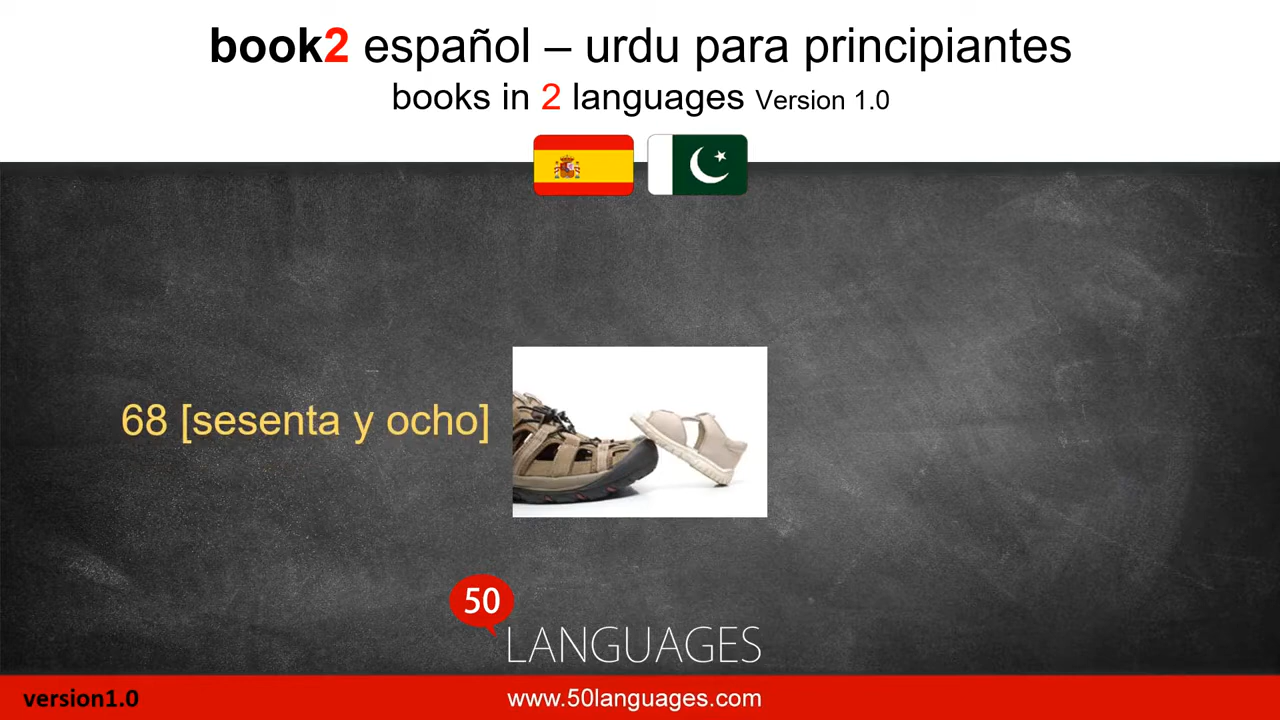 book2 español – urdu para principiantes
books in 2 languages Version 1.0
68 [sesenta y ocho]
50
LANGUAGES
version1.0
www.50languages.com